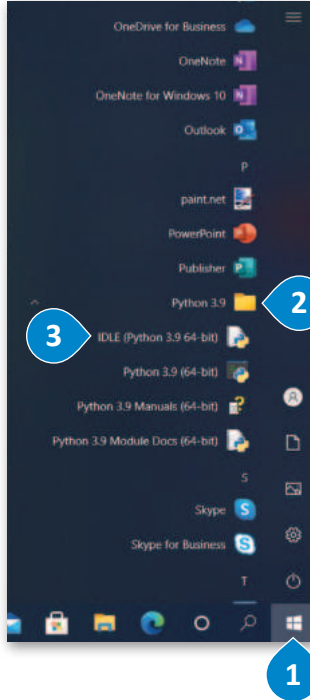 OneDrive for Business
OneNote
OneNote for Windows 10
Outlook
P
paint.net
PowerPoint
Publisher
Python 3.9
2
3
IDLE (Python 3.9 64-bit)
Python 3.9 (64-bit)
Python 3.9 Manuals (64-bit)
Python 3.9 Module Docs (64-bit)
S
Skype
Skype for Business
T
1